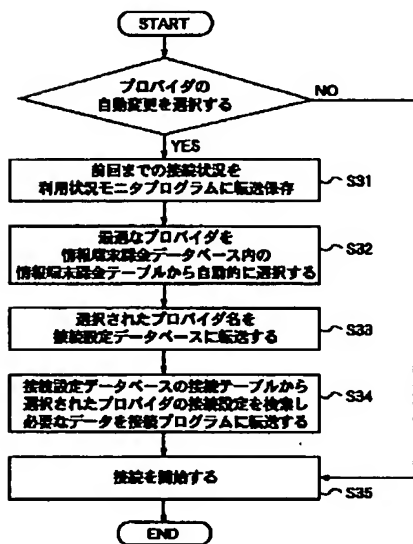 START
プロバイダの
自動変更を選択する
NO
YES
前回までの接続状況を
利用状況モニタプログラムに転送保存
S31
最適なプロバイダを
情報端末課金データベース内の
情報端末課金テーブルから自動的に選択する
S32
選択されたプロバイダ名を
接続設定データベースに転送する
S33
接続設定データベースの接続テーブルから
選択されたプロバイダの接続設定を検索し
必要なデータを接続プログラムに転送する
S34
接続を開始する
S35
END